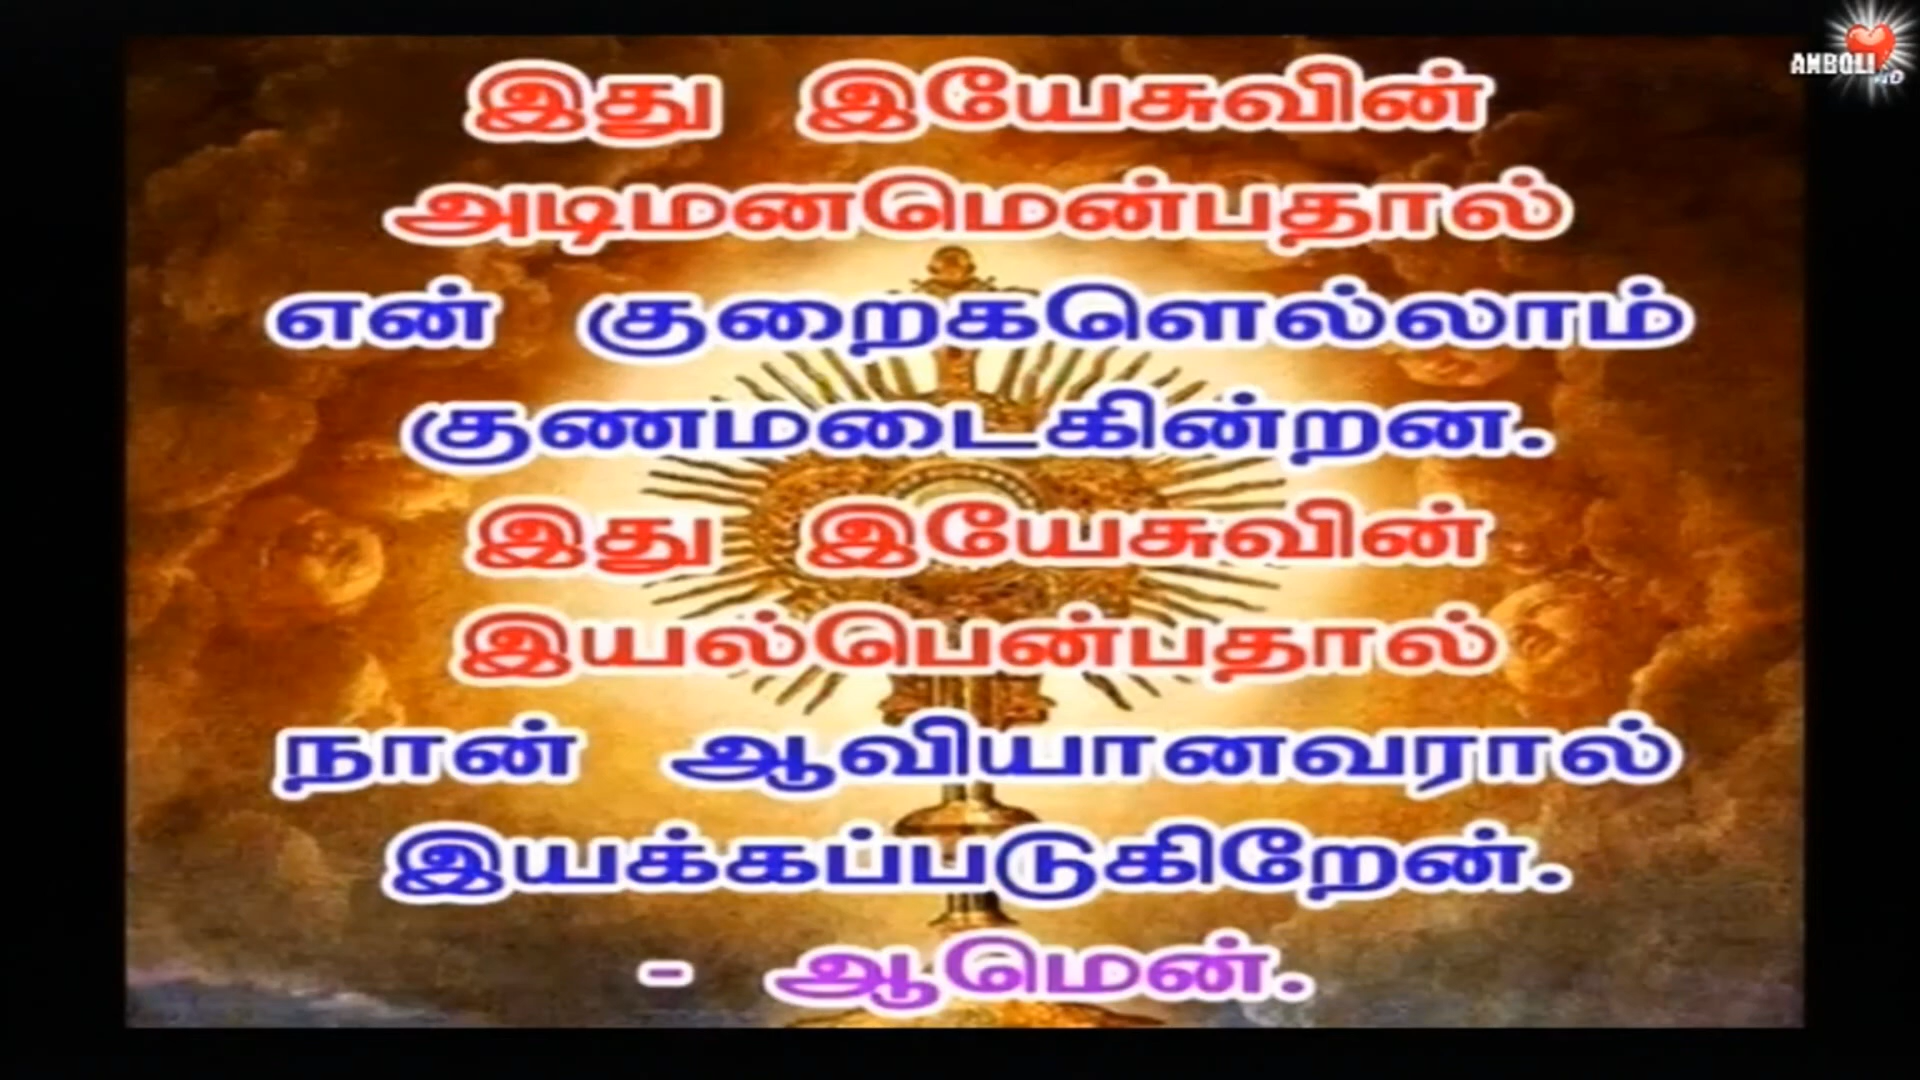 ANBOLI
HD
இது இயேசுவின்
அடிமனமென்பதால்
என் குறைகளெல்லாம்
குணமடைகின்றன.
இது இயேசுவின்
இயல்பென்பதால்
நான் ஆவியானவரால்
இயக்கப்படுகிறேன்.
- ஆமென்.